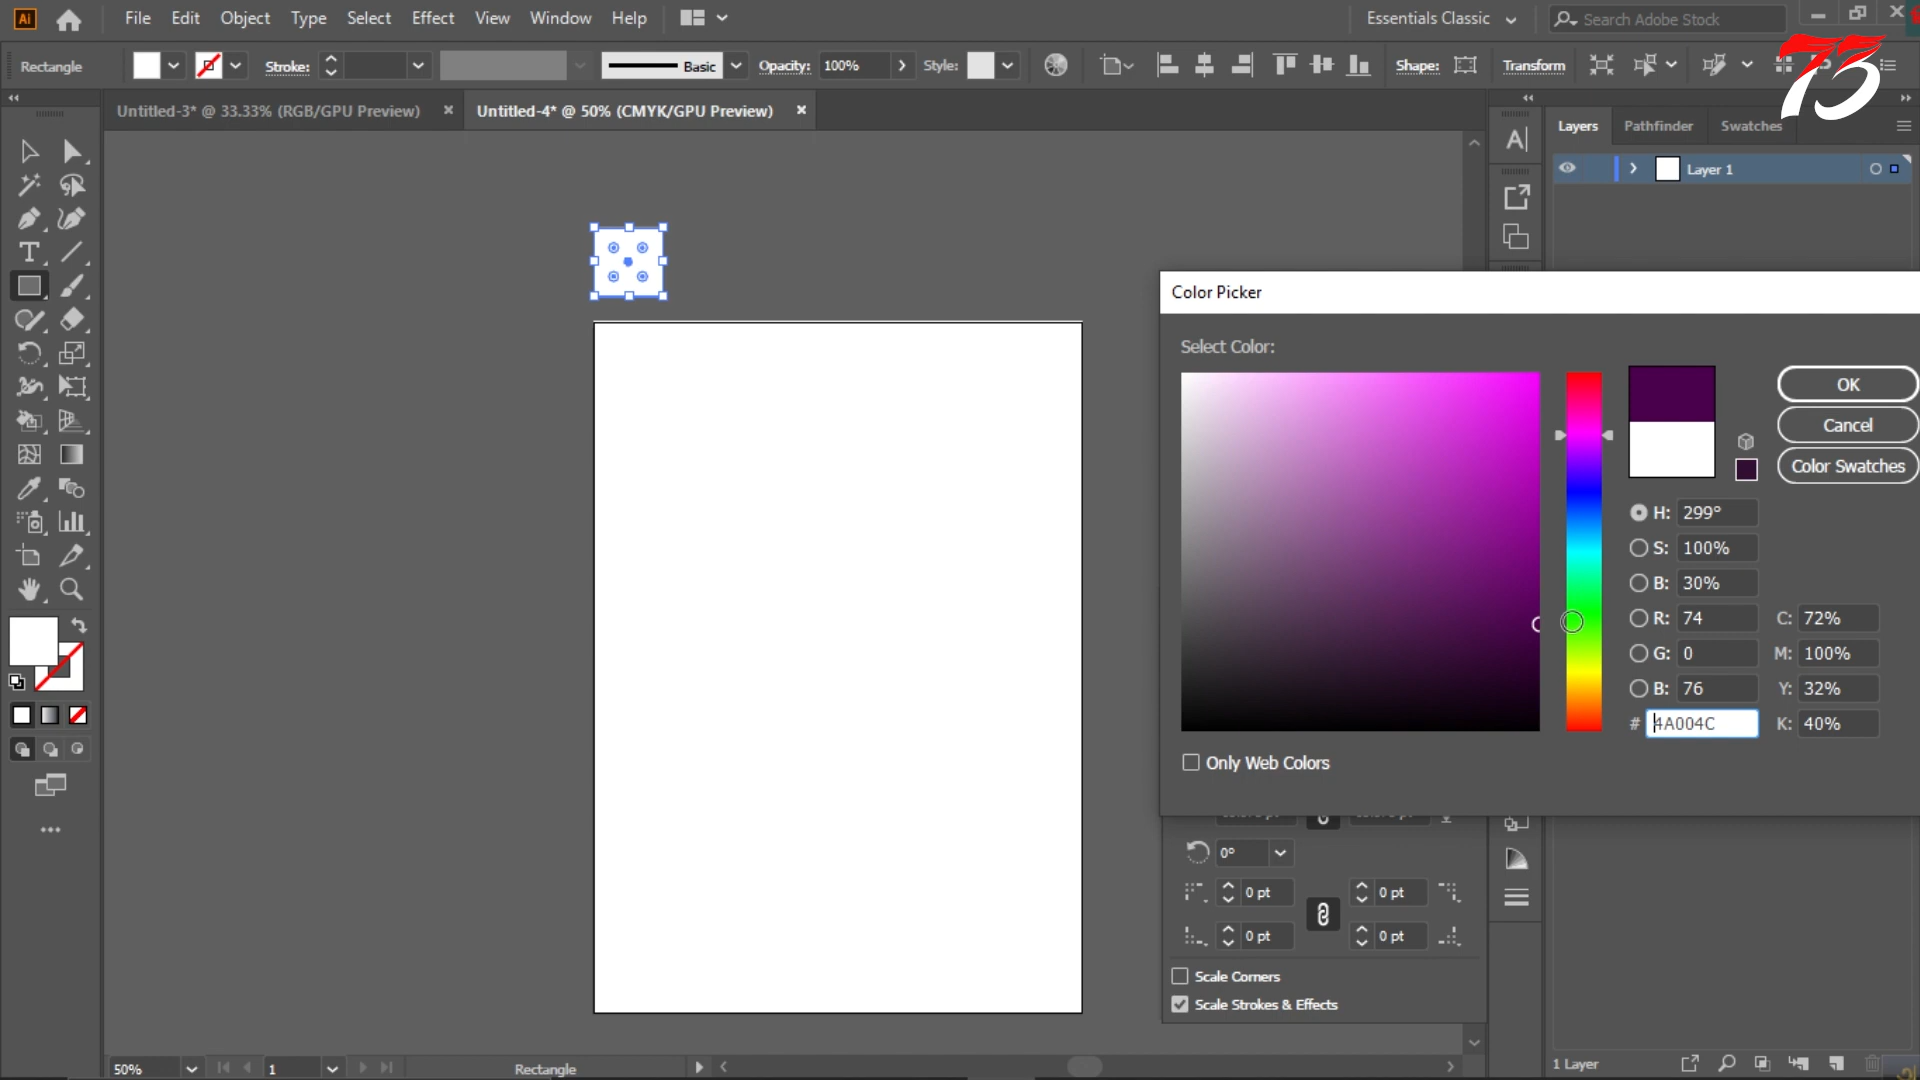 Ai File Edit Object Type Select Effect View Window Help Essentials Classic Search Adobe Stock
Rectangle Stroke: Basic Opacity: 100% Style: Shape: Transform
73
Untitled-3* @ 33.33% (RGB/GPU Preview) Untitled-4* @ 50% (CMYK/GPU Preview)
Layers Pathfinder Swatches
Layer 1
Color Picker
Select Color:
OK
Cancel
Color Swatches
H: 299°
S: 100%
B: 30%
R: 74 C: 72%
G: 0 M: 100%
B: 76 Y: 32%
# 4A004C K: 40%
Only Web Colors
0°
0 pt 0 pt
0 pt 0 pt
Scale Corners
Scale Strokes & Effects
50% 1 Rectangle 1 Layer